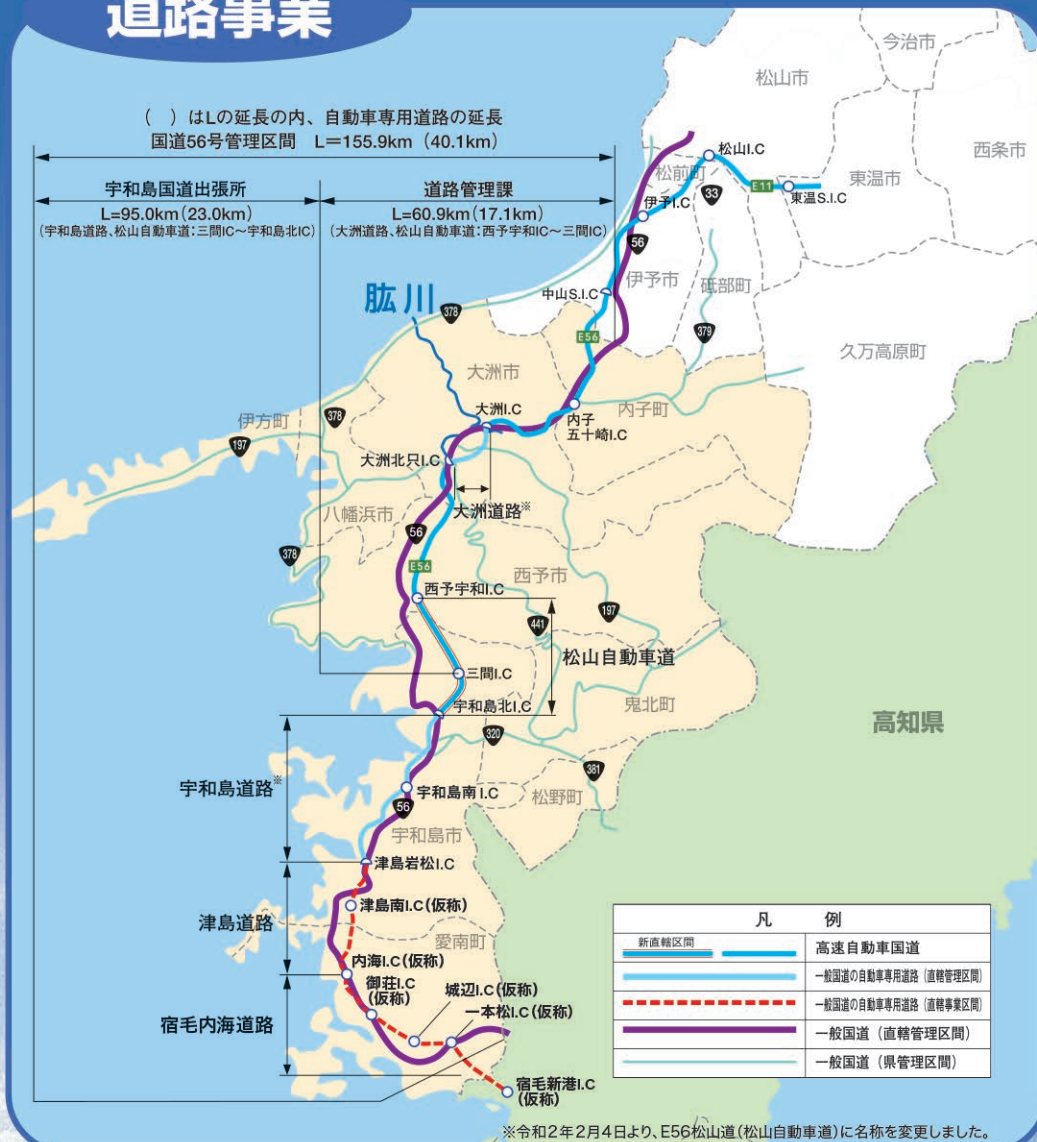 道路事業
( )はLの延長の内、自動車専用道路の延長
国道56号管理区間 L=155.9km (40.1km)
宇和島国道出張所
L=95.0km(23.0km)
(宇和島道路、松山自動車道:三間IC~宇和島北IC)
道路管理課
L=60.9km(17.1km)
(大洲道路、松山自動車道:西予宇和IC~三間IC)
今治市
松山市
西条市
松山I.C
松前町
東温市
E11
33
東温S.I.C
伊予I.C
56
伊予市
砥部町
中山S.I.C
肱川
378
E56
379
久万高原町
大洲市
伊方町
378
大洲I.C
内子
五十崎I.C
内子町
197
大洲北只I.C
大洲道路※
八幡浜市
56
378
E56
西予市
西予宇和I.C
441
197
松山自動車道
三間I.C
宇和島北I.C
鬼北町
高知県
320
381
宇和島道路※
宇和島南I.C
松野町
56
宇和島市
津島岩松I.C
津島道路
津島南I.C(仮称)
愛南町
内海I.C(仮称)
御荘I.C
(仮称)
城辺I.C(仮称)
一本松I.C(仮称)
宿毛内海道路
宿毛新港I.C
(仮称)
凡 例
新直轄区間
高速自動車国道
一般国道の自動車専用道路(直轄管理区間)
一般国道の自動車専用道路(直轄事業区間)
一般国道(直轄管理区間)
一般国道(県管理区間)
※令和2年2月4日より、E56松山道(松山自動車道)に名称を変更しました。